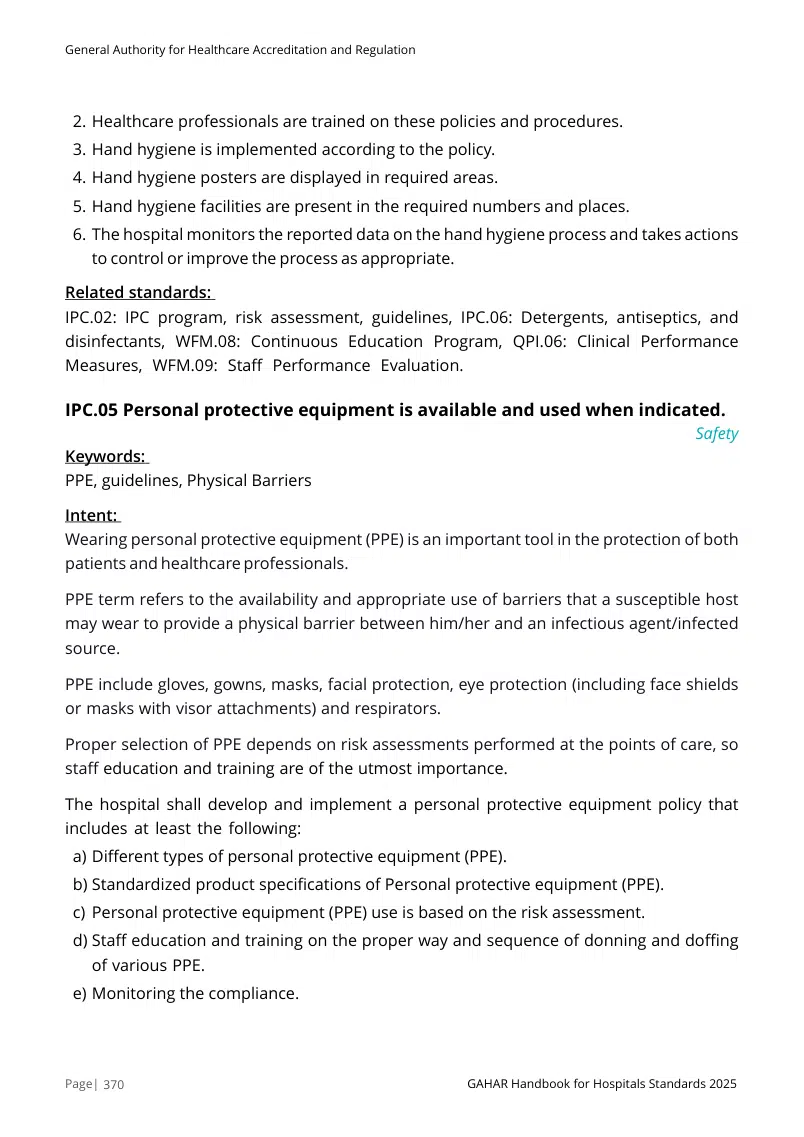 General Authority for Healthcare Accreditation and Regulation
2. Healthcare professionals are trained on these policies and procedures.
3. Hand hygiene is implemented according to the policy.
4. Hand hygiene posters are displayed in required areas.
5. Hand hygiene facilities are present in the required numbers and places.
6. The hospital monitors the reported data on the hand hygiene process and takes actions
to control or improve the process as appropriate.
Related standards:
IPC.02: IPC program, risk assessment, guidelines, IPC.06: Detergents, antiseptics, and
disinfectants, WFM.08: Continuous Education Program, QPI.06: Clinical Performance
Measures, WFM.09: Staff Performance Evaluation.
IPC.05 Personal protective equipment is available and used when indicated.
Safety
Keywords:
PPE, guidelines, Physical Barriers
Intent:
Wearing personal protective equipment (PPE) is an important tool in the protection of both
patients and healthcare professionals.
PPE term refers to the availability and appropriate use of barriers that a susceptible host
may wear to provide a physical barrier between him/her and an infectious agent/infected
source.
PPE include gloves, gowns, masks, facial protection, eye protection (including face shields
or masks with visor attachments) and respirators.
Proper selection of PPE depends on risk assessments performed at the points of care, so
staff education and training are of the utmost importance.
The hospital shall develop and implement a personal protective equipment policy that
includes at least the following:
a) Different types of personal protective equipment (PPE).
b) Standardized product specifications of Personal protective equipment (PPE).
c) Personal protective equipment (PPE) use is based on the risk assessment.
d) Staff education and training on the proper way and sequence of donning and doffing
of various PPE.
e) Monitoring the compliance.
Page| 370
GAHAR Handbook for Hospitals Standards 2025